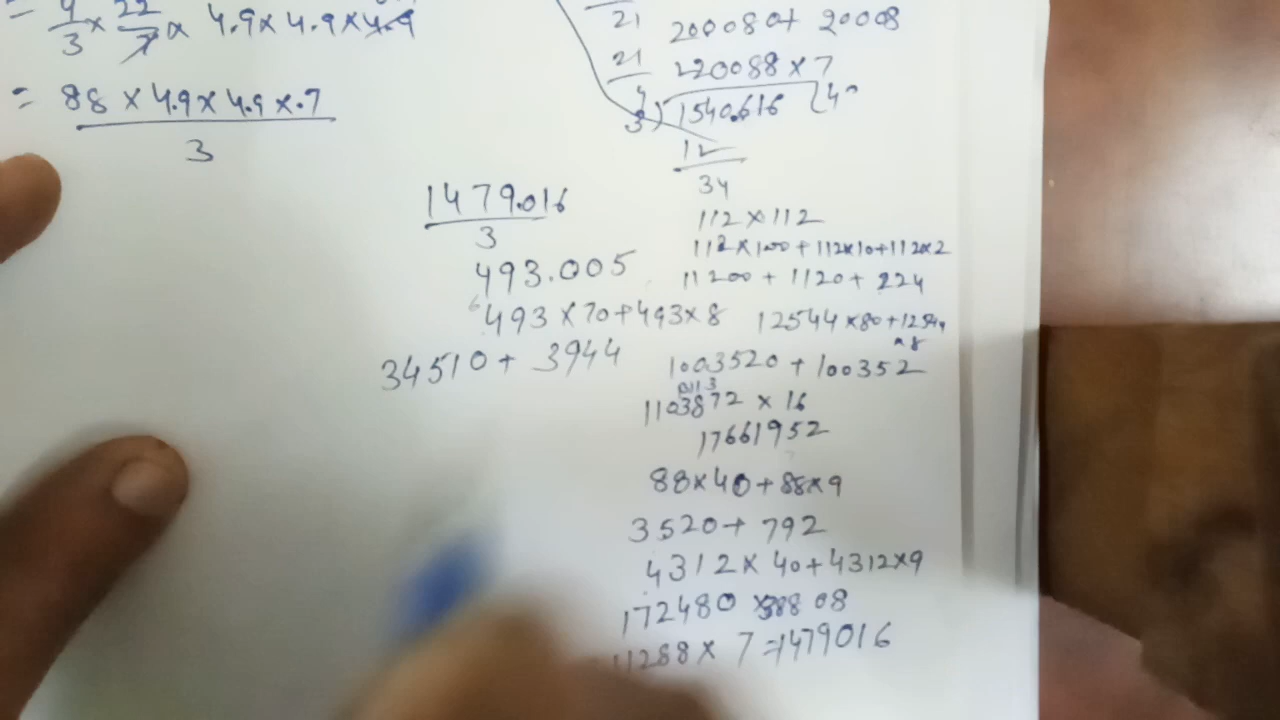 = 4/3 × 22/7 × 4.9 × 4.9 × 4.9
= 88 × 4.9 × 4.9 × .7
3
1479.016
3
493.005
493 × 70 + 493 × 8
34510 + 3944
21
200080+ 20008
21
220088 × 7
3) 1540.616 (4
12
34
112 × 112
112×100 + 112×10+112×2
11200 + 1120 + 224
12544 ×80 +12544
× 8
1003520 + 100352
1103872 × 16
17661952
88×40+88×9
3520+ 792
4312× 40+4312×9
172480 × 38808
11288× 7 =1479016